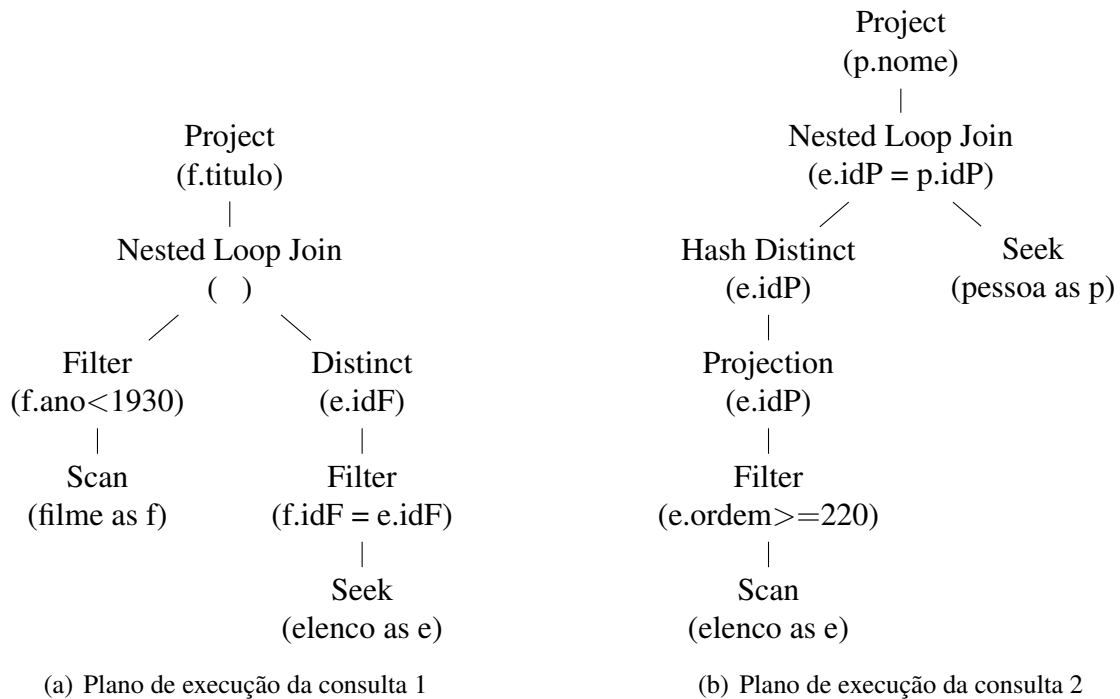 Project
(f.titulo)
Nested Loop Join
( )
Filter
(f.ano<1930)
Distinct
(e.idF)
Scan
(filme as f)
Filter
(f.idF = e.idF)
Seek
(elenco as e)
(a) Plano de execução da consulta 1
Project
(p.nome)
Nested Loop Join
(e.idP = p.idP)
Hash Distinct
(e.idP)
Seek
(pessoa as p)
Projection
(e.idP)
Filter
(e.ordem>=220)
Scan
(elenco as e)
(b) Plano de execução da consulta 2